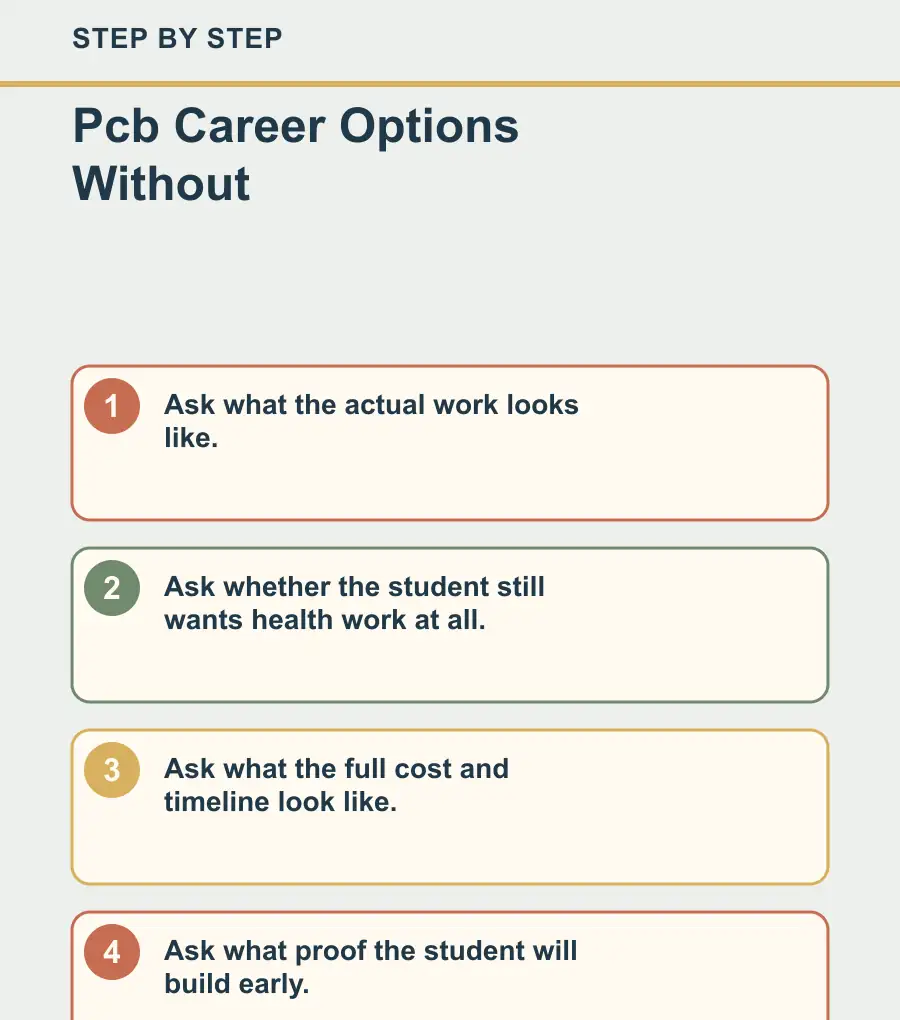 STEP BY STEP
Pcb Career Options
Without
1
Ask what the actual work looks
like.
2
Ask whether the student still
wants health work at all.
3
Ask what the full cost and
timeline look like.
4
Ask what proof the student will
build early.